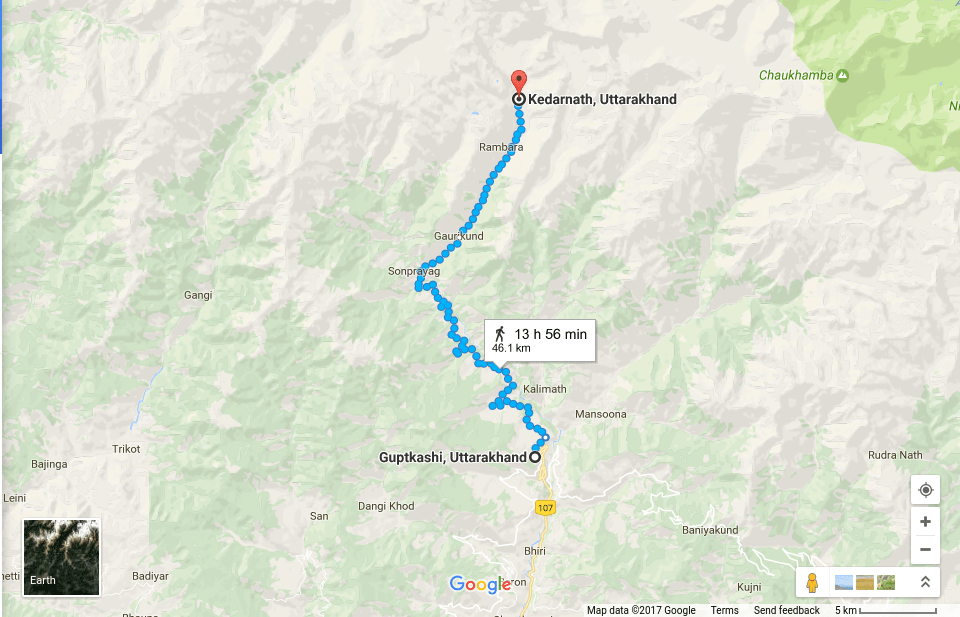 Chaukhamba
Kedarnath, Uttarakhand
Rambara
Gaurikund
Sonprayag
Gangi
13 h 56 min
46.1 km
Kalimath
Mansoona
Trikot
Guptkashi, Uttarakhand
Rudra Nath
Bajinga
Leini
Dangi Khod
107
San
Baniyakund
Bhiri
Earth
Badiyar
Google
Kujni
Map data ©2017 Google Terms Send feedback 5 km